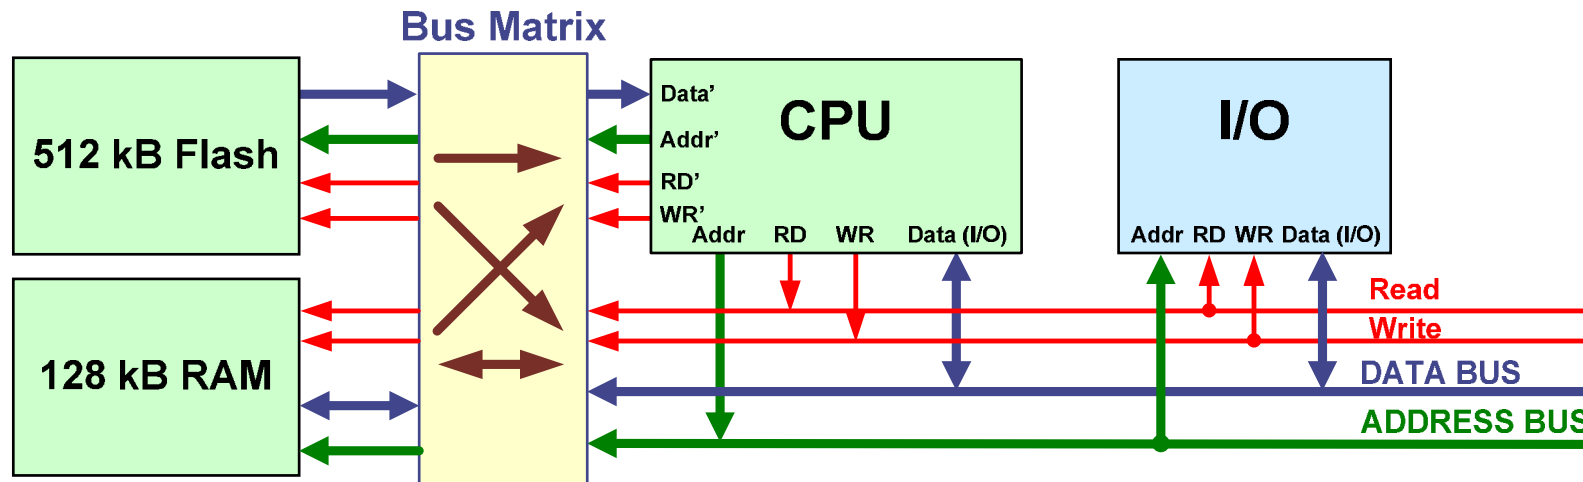 Bus Matrix
512 kB Flash
128 kB RAM
Data’
Addr’
RD’
WR’
CPU
Addr RD WR Data (I/O)
I/O
Addr RD WR Data (I/O)
Read
Write
DATA BUS
ADDRESS BUS